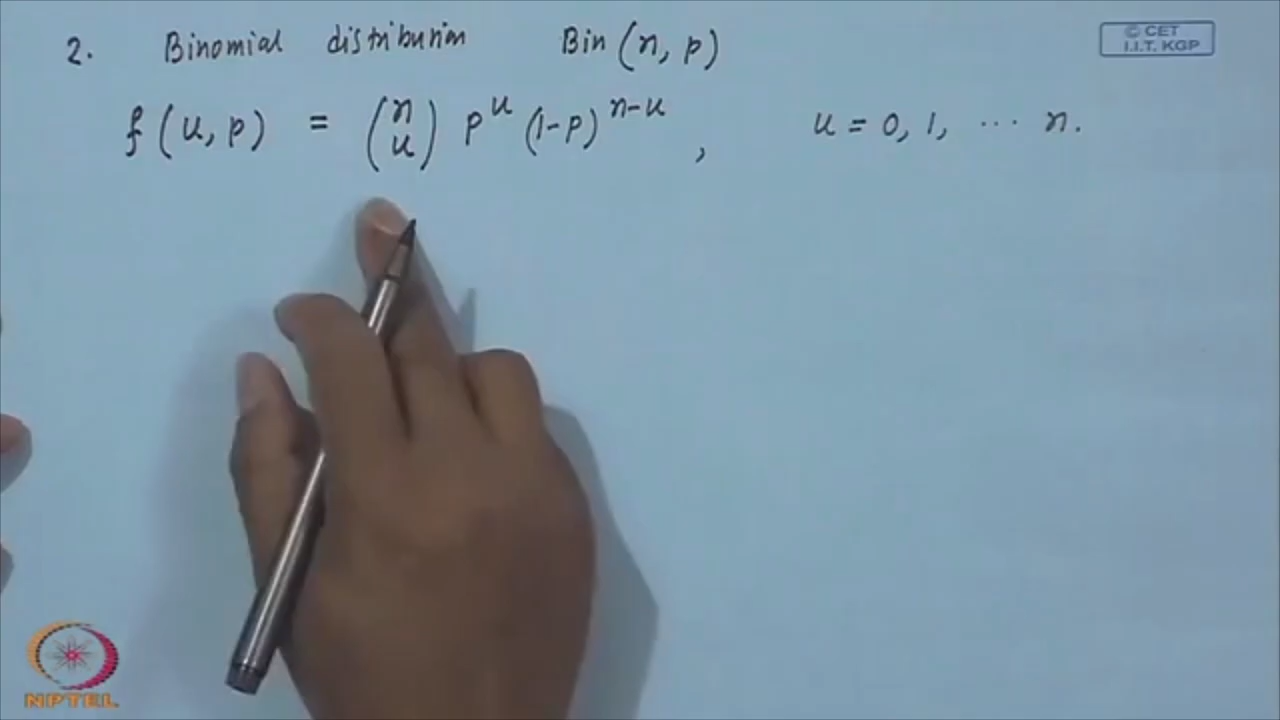 2. Binomial distribution Bin (n, p)
© CET
I.I.T. KGP
f (u, p) = (n u) p^u (1-p)^{n-u} , u = 0, 1, ... n.
NPTEL